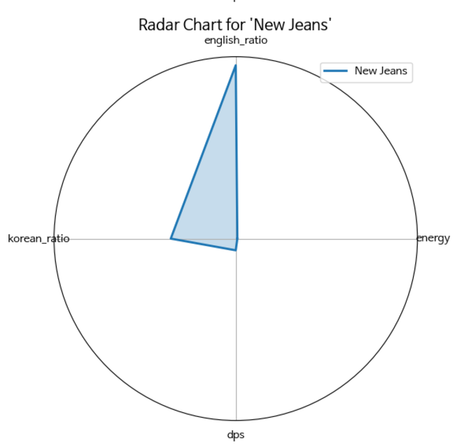 Radar Chart for 'New Jeans'
english_ratio
New Jeans
korean_ratio
energy
dps